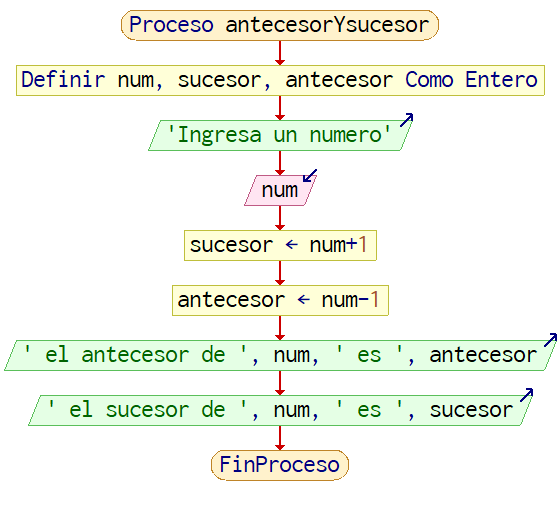 Proceso antecesorYsucesor
Definir num, sucesor, antecesor Como Entero
'Ingresa un numero'
num
sucesor ← num+1
antecesor ← num-1
' el antecesor de ', num, ' es ', antecesor
' el sucesor de ', num, ' es ', sucesor
FinProceso